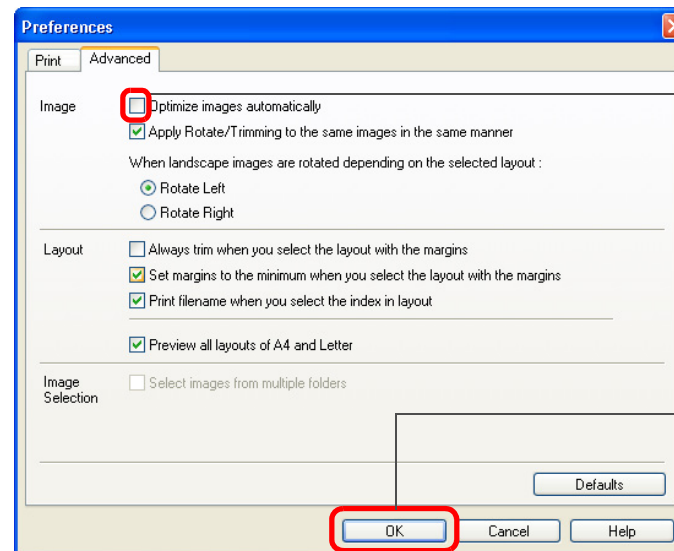 Preferences
Print Advanced
Image Optimize images automatically
Apply Rotate/Trimming to the same images in the same manner
When landscape images are rotated depending on the selected layout :
Rotate Left
Rotate Right
Layout Always trim when you select the layout with the margins
Set margins to the minimum when you select the layout with the margins
Print filename when you select the index in layout
Preview all layouts of A4 and Letter
Image Select images from multiple folders
Selection
Defaults
OK Cancel Help